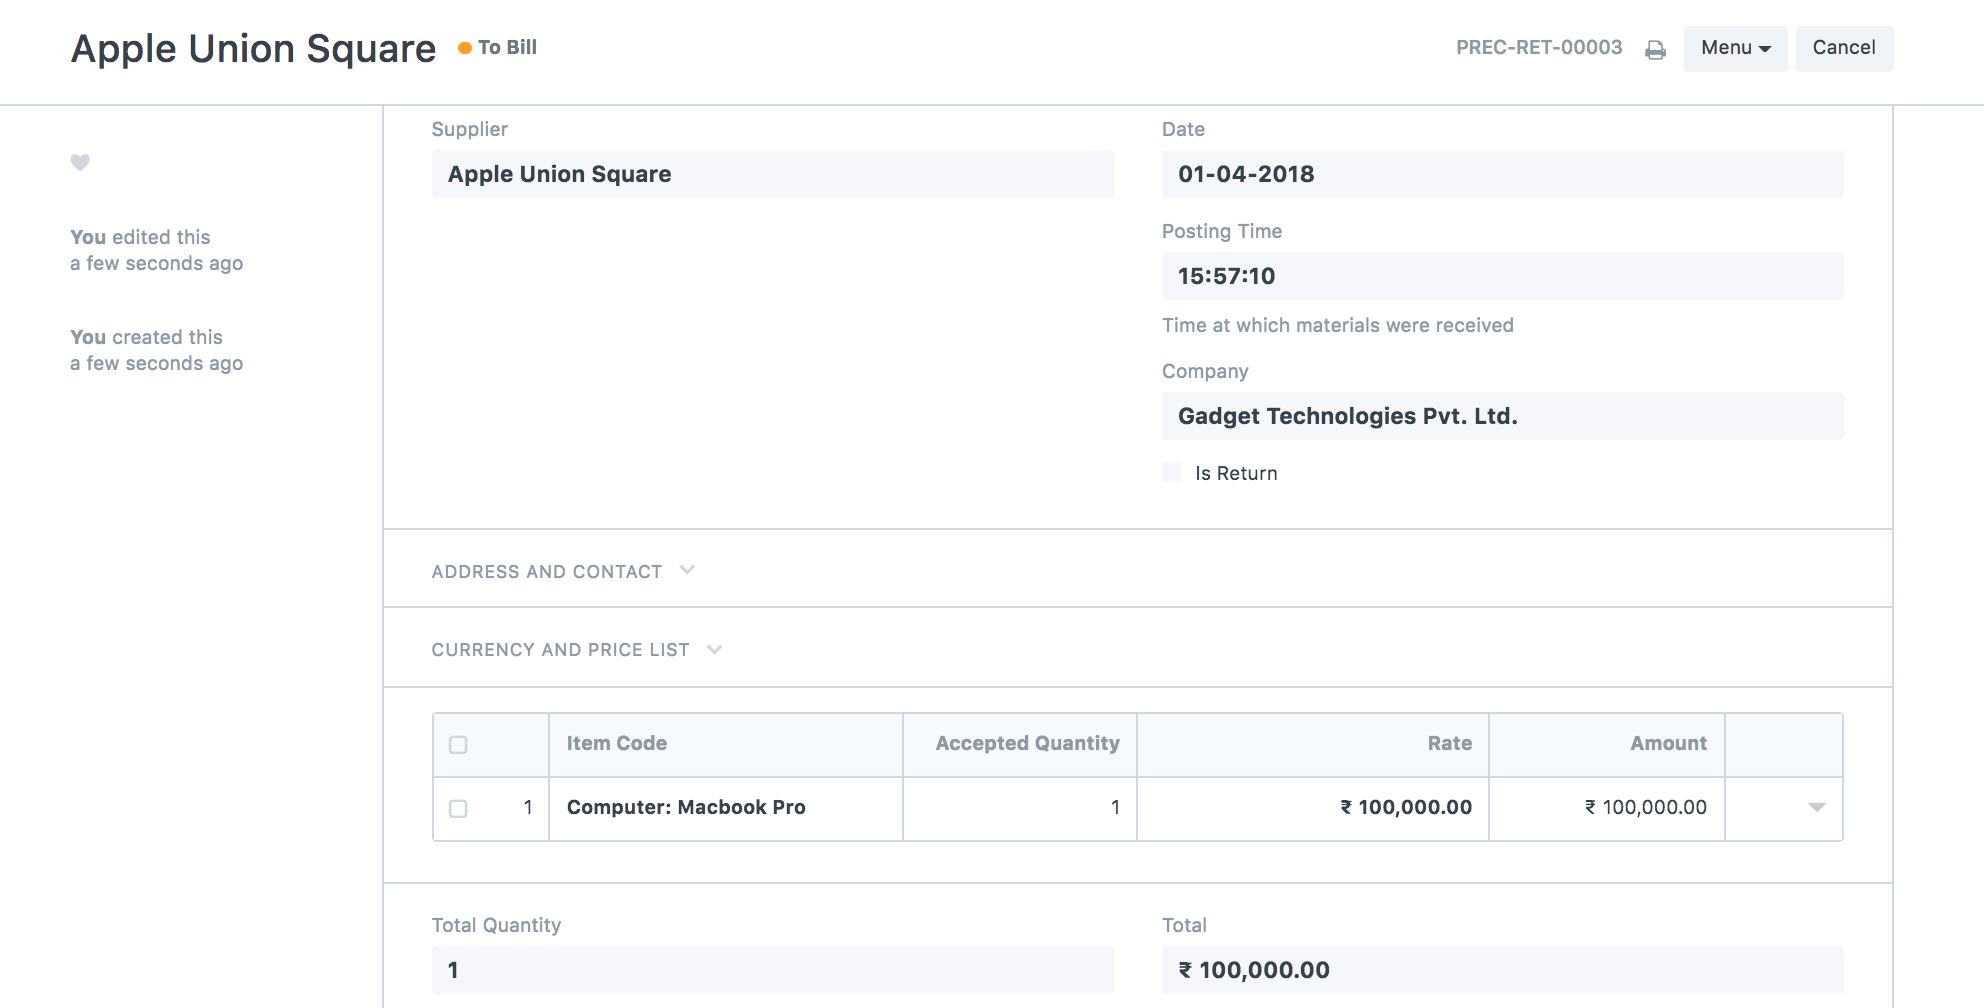 Apple Union Square To Bill PREC-RET-00003 Menu Cancel
Supplier Date
Apple Union Square 01-04-2018
You edited this
a few seconds ago
Posting Time
15:57:10
Time at which materials were received
You created this
a few seconds ago
Company
Gadget Technologies Pvt. Ltd.
Is Return
ADDRESS AND CONTACT
CURRENCY AND PRICE LIST
Item Code Accepted Quantity Rate Amount
1 Computer: Macbook Pro 1 ₹ 100,000.00 ₹ 100,000.00
Total Quantity Total
1 ₹ 100,000.00